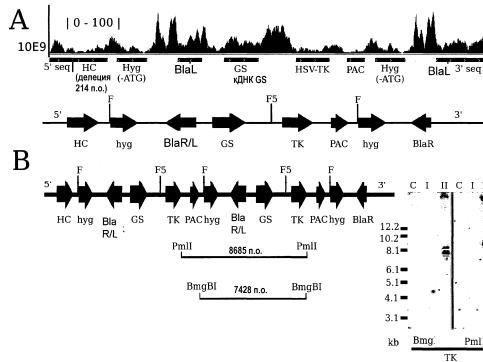 A
| 0 - 100 |
10E9
5' seq HC Hyg BlaL GS HSV-TK PAC Hyg BlaL 3' seq
(делеция (-ATG) кДНК GS (-ATG)
214 п.о.)
F F5 F
5' 3'
HC hyg BlaR/L GS TK PAC hyg BlaR
B
F F5 F F5 F
5' 3'
HC hyg Bla GS TK PAC hyg Bla GS TK PAC hyg BlaR
R/L R/L
PmlI 8685 п.о. PmlI
BmgBI 7428 п.о. BmgBI
C I II C I
12.2
10.2
8.1
6.1
5.1
4.1
3.1
kb Bmg Pml
TK